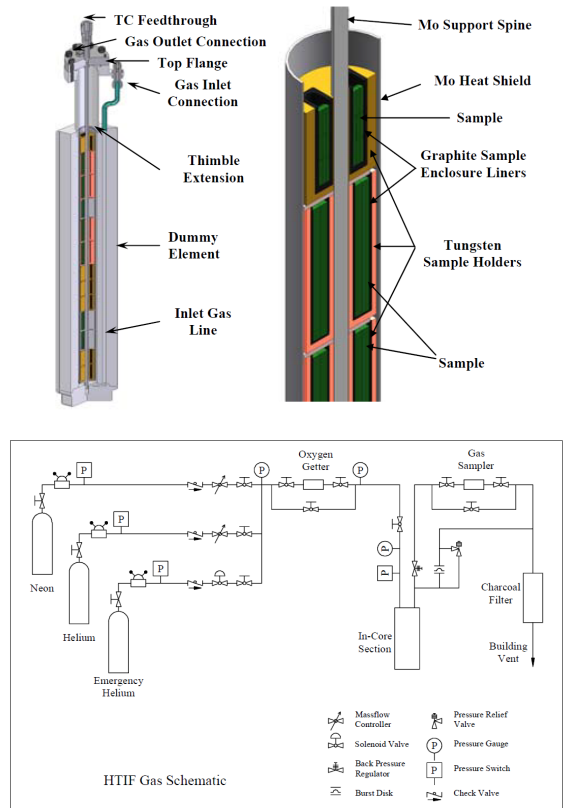 TC Feedthrough
Gas Outlet Connection
Top Flange
Gas Inlet
Connection
Thimble
Extension
Dummy
Element
Inlet Gas
Line
Mo Support Spine
Mo Heat Shield
Sample
Graphite Sample
Enclosure Liners
Tungsten
Sample Holders
Sample
Oxygen
Getter
Gas
Sampler
P
P
P
P
P
P
P
Neon
Helium
Emergency
Helium
In-Core
Section
Charcoal
Filter
Building
Vent
Massflow
Controller
Pressure Relief
Valve
Solenoid Valve
P
Pressure Gauge
Back Pressure
Regulator
P
Pressure Switch
Burst Disk
Check Valve
HTIF Gas Schematic